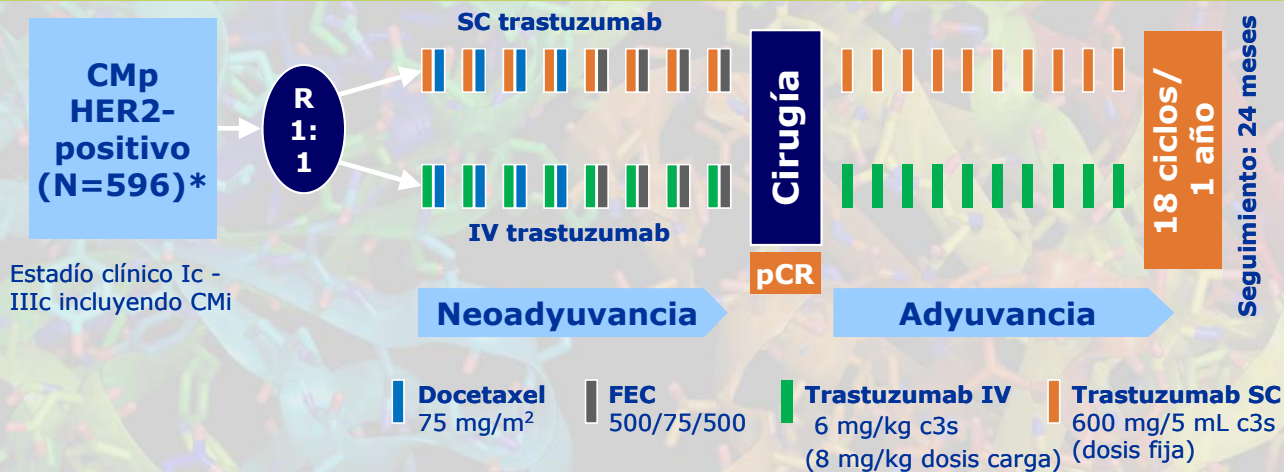 CMp
HER2-
positivo
(N=596)*
Estadío clínico Ic -
IIIc incluyendo CMi
R
1:
1
SC trastuzumab
IV trastuzumab
Neoadyuvancia
Cirugía
pCR
Adyuvancia
18 ciclos/
1 año
Seguimiento: 24 meses
Docetaxel
75 mg/m²
FEC
500/75/500
Trastuzumab IV
6 mg/kg c3s
(8 mg/kg dosis carga)
Trastuzumab SC
600 mg/5 mL c3s
(dosis fija)